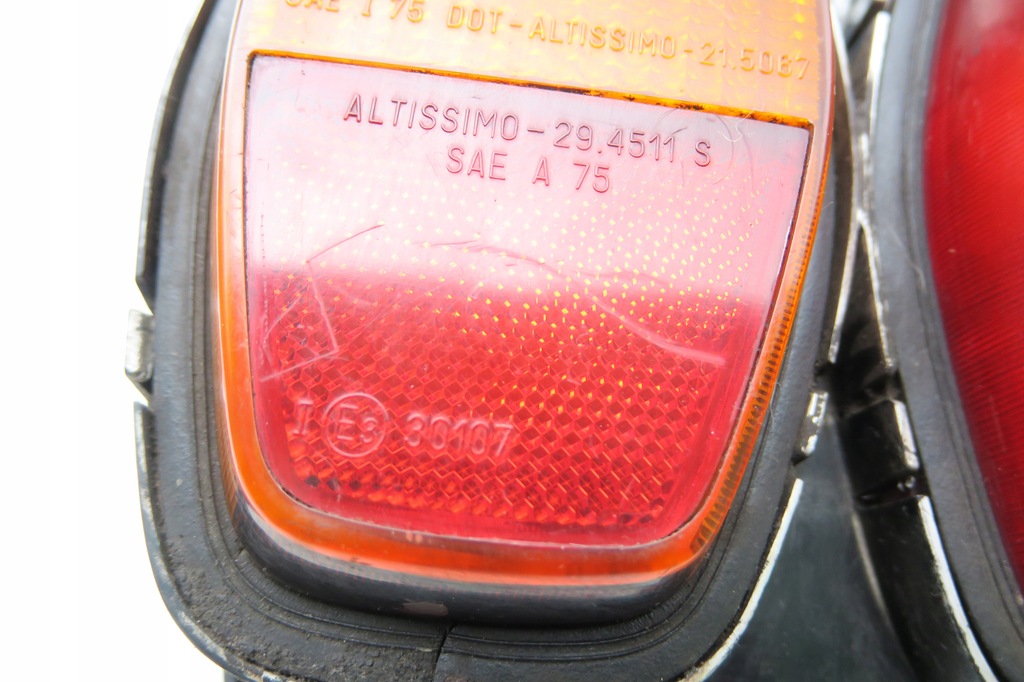 SAE I 75 DOT-ALTISSIMO-21.5067
ALTISSIMO-29.4511 S
SAE A 75
I E3 30107